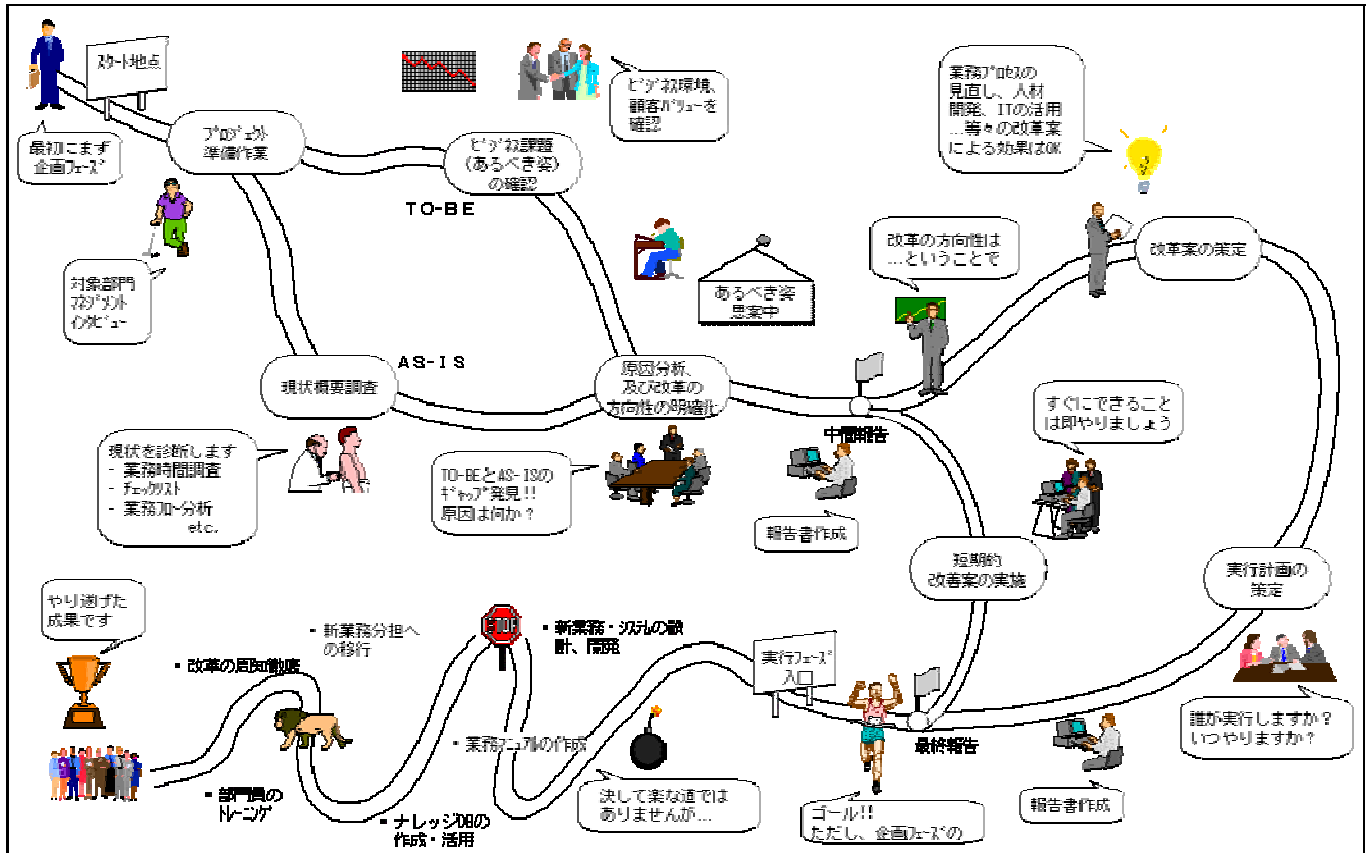 スタート地点
最初にまず
企画フェーズ
プロジェクト
準備作業
対象部門
マネジメント
インタビュー
TO-BE
ビジネス課題
(あるべき姿)
の確認
ビジネス環境、
顧客バリューを
確認
業務プロセスの
見直し、人材
開発、ITの活用
…等々の改革案
による効果はOK
改革の方向性は
…ということで
改革案の策定
あるべき姿
思案中
AS-IS
現状概要調査
原因分析、
及び改革の
方向性の明確化
中間報告
すぐにできること
は即やりましょう
現状を診断します
- 業務時間調査
- チェックリスト
- 業務フロー分析
etc.
TO-BEとAS-ISの
ギャップ発見!!
原因は何か?
報告書作成
短期的
改善案の実施
実行計画の
策定
誰が実行しますか?
いつやりますか?
やり遂げた
成果です
・改革の周知徹底
・新業務分担へ
の移行
STOP
・新業務・システムの設
計、開発
実行フェーズ
入口
最終報告
報告書作成
・業務マニュアルの作成
決して楽な道では
ありませんが…
ゴール!!
ただし、企画フェーズの
・部門員の
トレーニング
・ナレッジDBの
作成・活用